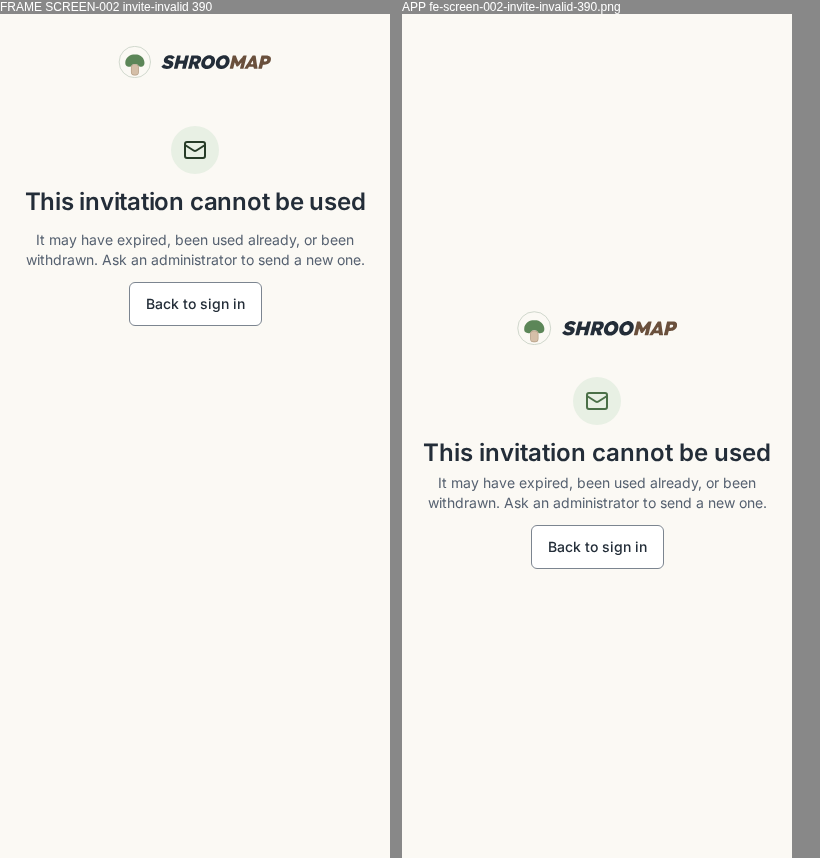 FRAME SCREEN-002 invite-invalid 390
SHROOMAP
This invitation cannot be used
It may have expired, been used already, or been
withdrawn. Ask an administrator to send a new one.
Back to sign in
APP fe-screen-002-invite-invalid-390.png
SHROOMAP
This invitation cannot be used
It may have expired, been used already, or been
withdrawn. Ask an administrator to send a new one.
Back to sign in